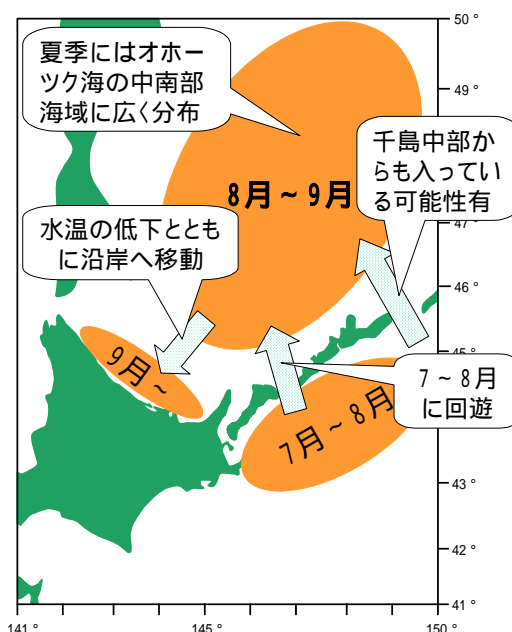 夏季にはオホー
ツク海の中南部
海域に広く分布
千島中部か
らも入ってい
る可能性有
8月～9月
水温の低下ととも
に沿岸へ移動
9月～
7月～8月
7～8月
に回遊
50°
49°
47°
46°
45°
43°
42°
41°
141°
145°
150°